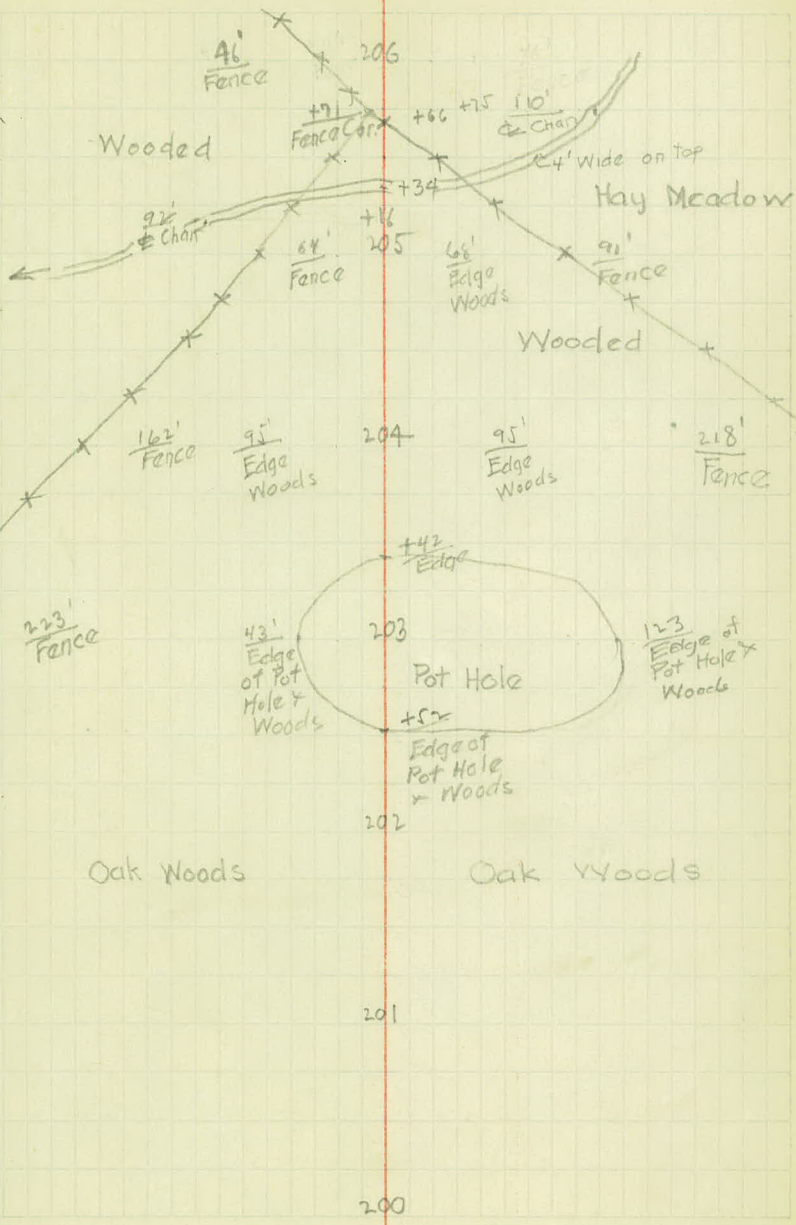 46'
Fence
206
+71'
Fence Cor.
+66 +75
110'
℄ Chan
Wooded
4' Wide on top
+34
Hay Meadow
92'
℄ Chan
+16
205
64'
Fence
68'
Edge
Woods
91'
Fence
Wooded
162'
Fence
95'
Edge
Woods
204
95'
Edge
Woods
218'
Fence
+42
Edge
223'
Fence
43'
Edge
of Pot
Hole &
Woods
203
Pot Hole
123
Edge of
Pot Hole &
Woods
+52
Edge of
Pot Hole
& Woods
202
Oak Woods
Oak Woods
201
200